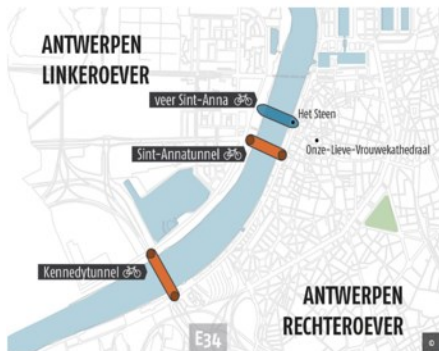 ANTWERPEN
LINKEROEVER
veer Sint-Anna
Het Steen
Sint-Annatunnel
Onze-Lieve-Vrouwekathedraal
Kennedytunnel
ANTWERPEN
RECHTEROEVER
E34
©